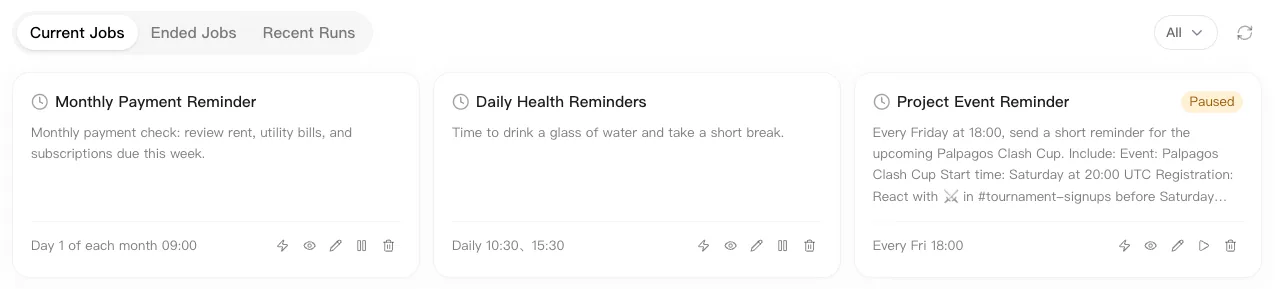 Current Jobs
Ended Jobs
Recent Runs
All
Monthly Payment Reminder
Monthly payment check: review rent, utility bills, and
subscriptions due this week.
Day 1 of each month 09:00
Daily Health Reminders
Time to drink a glass of water and take a short break.
Daily 10:30、15:30
Project Event Reminder
Paused
Every Friday at 18:00, send a short reminder for the
upcoming Palpagos Clash Cup. Include: Event: Palpagos
Clash Cup Start time: Saturday at 20:00 UTC Registration:
React with ⚔️ in #tournament-signups before Saturday...
Every Fri 18:00